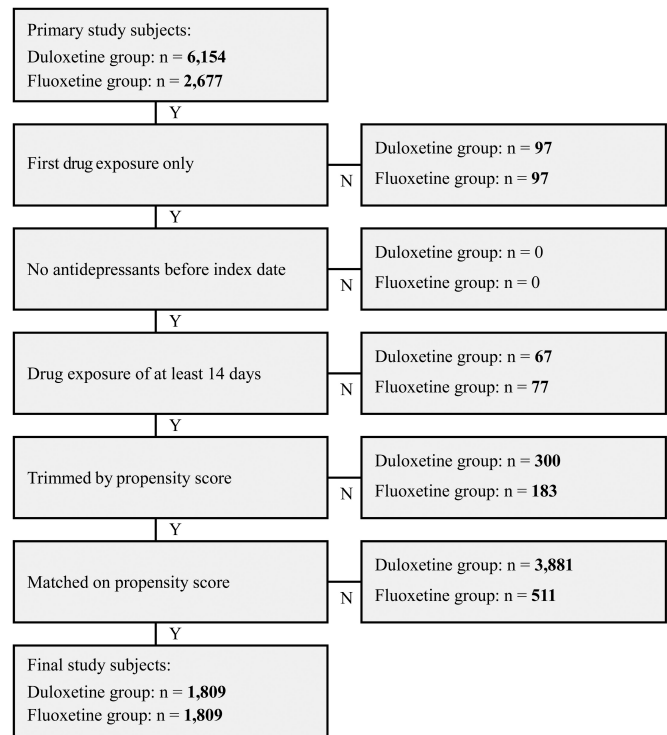 Primary study subjects:
Duloxetine group: n = 6,154
Fluoxetine group: n = 2,677
Y
First drug exposure only
N
Duloxetine group: n = 97
Fluoxetine group: n = 97
Y
No antidepressants before index date
N
Duloxetine group: n = 0
Fluoxetine group: n = 0
Y
Drug exposure of at least 14 days
N
Duloxetine group: n = 67
Fluoxetine group: n = 77
Y
Trimmed by propensity score
N
Duloxetine group: n = 300
Fluoxetine group: n = 183
Y
Matched on propensity score
N
Duloxetine group: n = 3,881
Fluoxetine group: n = 511
Y
Final study subjects:
Duloxetine group: n = 1,809
Fluoxetine group: n = 1,809